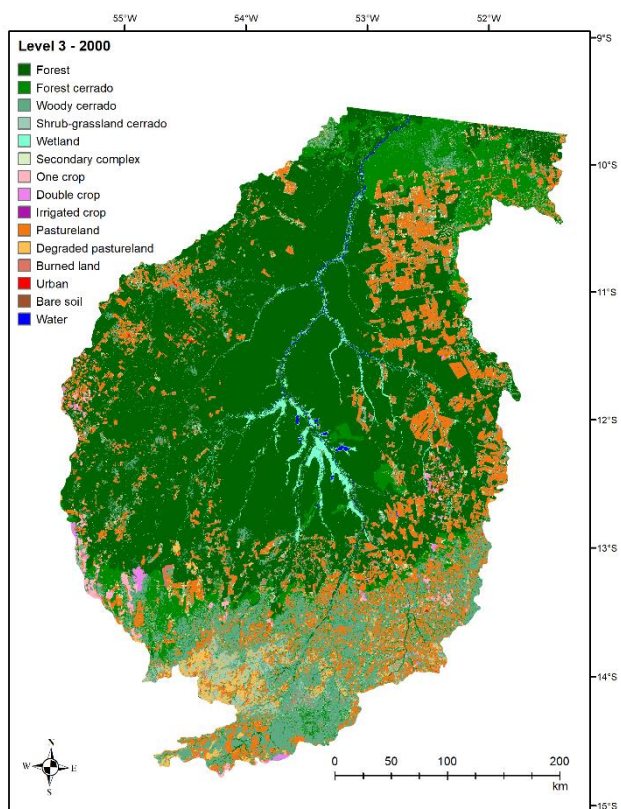 55°W 54°W 53°W 52°W
Level 3 - 2000
Forest
Forest cerrado
Woody cerrado
Shrub-grassland cerrado
Wetland
Secondary complex
One crop
Double crop
Irrigated crop
Pastureland
Degraded pastureland
Burned land
Urban
Bare soil
Water
9°S
10°S
11°S
12°S
13°S
14°S
15°S
N
W E
S
0 50 100 200
km